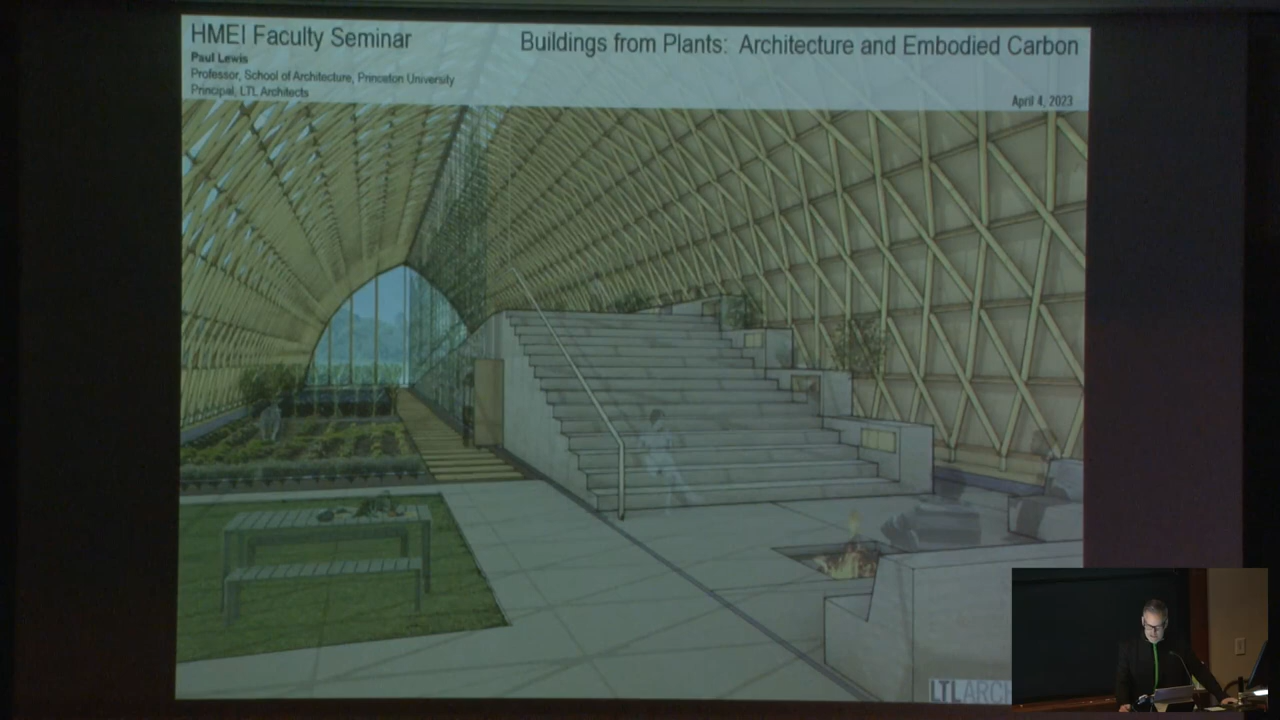 HMEI Faculty Seminar
Buildings from Plants: Architecture and Embodied Carbon
Paul Lewis
Professor, School of Architecture, Princeton University
Principal, LTL Architects
April 4, 2023
LTLARCH